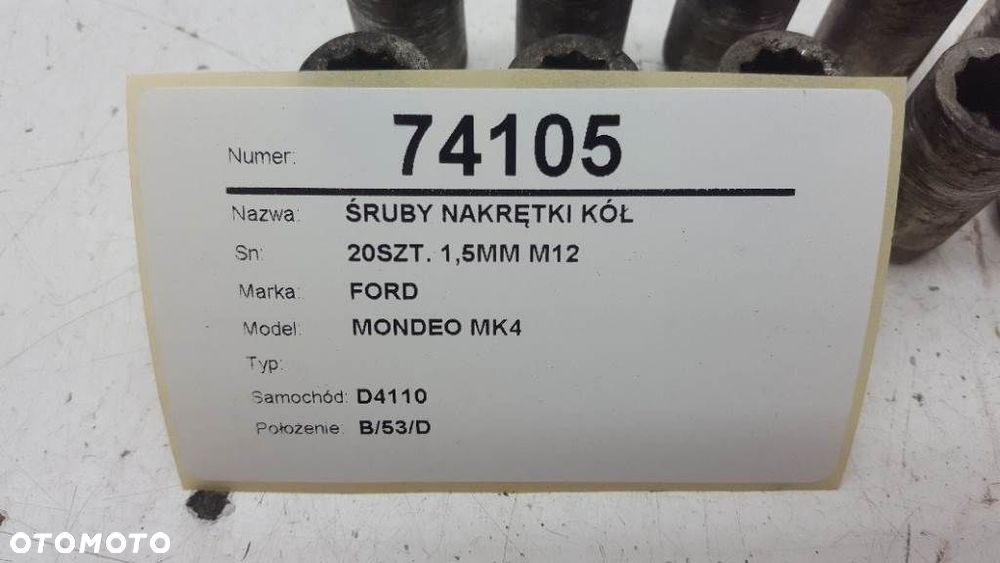 Numer: 74105
Nazwa: ŚRUBY NAKRĘTKI KÓŁ
Sn: 20SZT. 1,5MM M12
Marka: FORD
Model: MONDEO MK4
Typ:
Samochód: D4110
Położenie: B/53/D
OTOMOTO